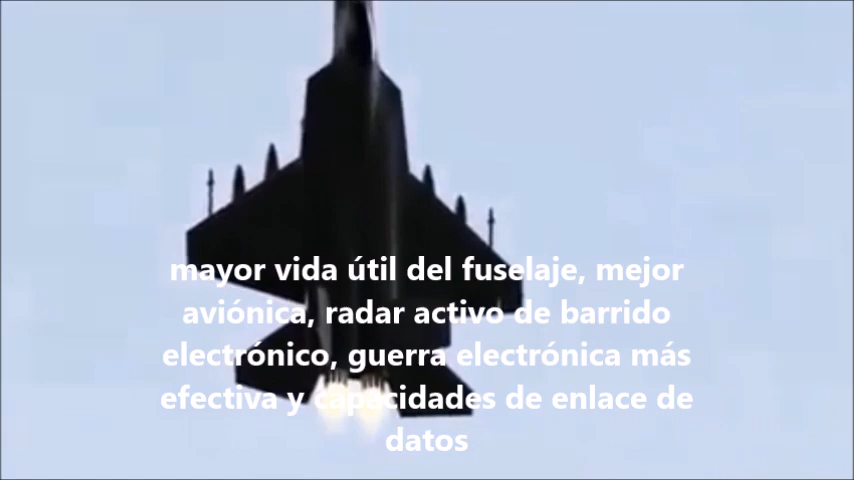 mayor vida útil del fuselaje, mejor
aviónica, radar activo de barrido
electrónico, guerra electrónica más
efectiva y capacidades de enlace de
datos